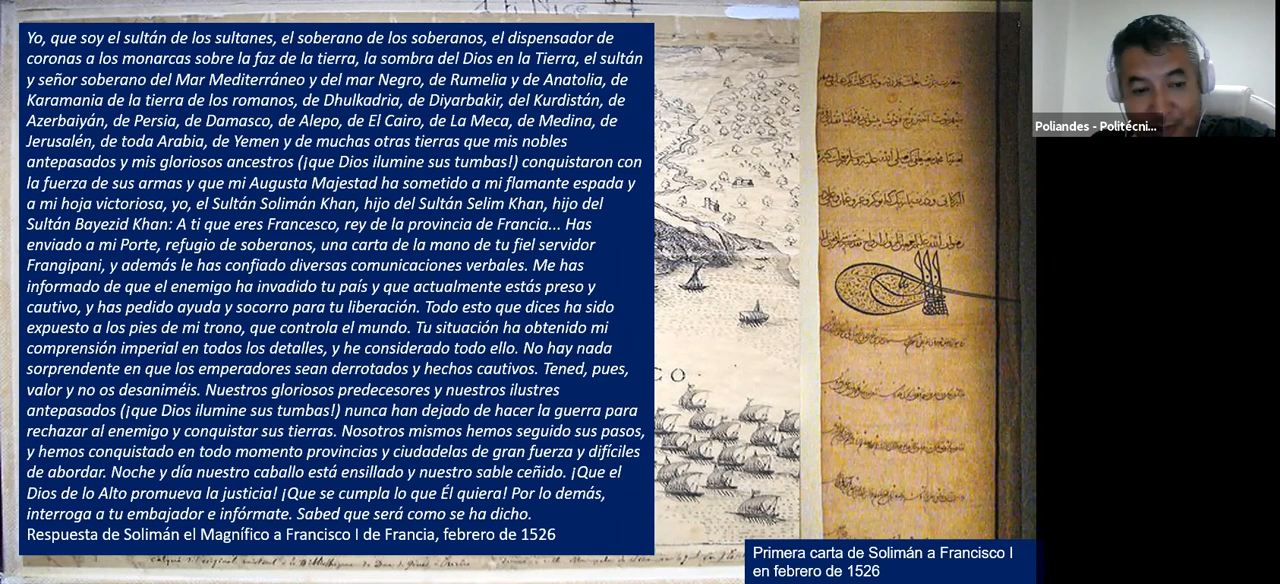 Yo, que soy el sultán de los sultanes, el soberano de los soberanos, el dispensador de
coronas a los monarcas sobre la faz de la tierra, la sombra del Dios en la Tierra, el sultán
y señor soberano del Mar Mediterráneo y del mar Negro, de Rumelia y de Anatolia, de
Karamania de la tierra de los romanos, de Dhulkadria, de Diyarbakir, del Kurdistán, de
Azerbaiyán, de Persia, de Damasco, de Alepo, de El Cairo, de La Meca, de Medina, de
Jerusalén, de toda Arabia, de Yemen y de muchas otras tierras que mis nobles
antepasados y mis gloriosos ancestros (¡que Dios ilumine sus tumbas!) conquistaron con
la fuerza de sus armas y que mi Augusta Majestad ha sometido a mi flamante espada y
a mi hoja victoriosa, yo, el Sultán Solimán Khan, hijo del Sultán Selim Khan, hijo del
Sultán Bayezid Khan: A ti que eres Francesco, rey de la provincia de Francia... Has
enviado a mi Porte, refugio de soberanos, una carta de la mano de tu fiel servidor
Frangipani, y además le has confiado diversas comunicaciones verbales. Me has
informado de que el enemigo ha invadido tu país y que actualmente estás preso y
cautivo, y has pedido ayuda y socorro para tu liberación. Todo esto que dices ha sido
expuesto a los pies de mi trono, que controla el mundo. Tu situación ha obtenido mi
comprensión imperial en todos los detalles, y he considerado todo ello. No hay nada
sorprendente en que los emperadores sean derrotados y hechos cautivos. Tened, pues,
valor y no os desaniméis. Nuestros gloriosos predecesores y nuestros ilustres
antepasados (¡que Dios ilumine sus tumbas!) nunca han dejado de hacer la guerra para
rechazar al enemigo y conquistar sus tierras. Nosotros mismos hemos seguido sus pasos,
y hemos conquistado en todo momento provincias y ciudadelas de gran fuerza y difíciles
de abordar. Noche y día nuestro caballo está ensillado y nuestro sable ceñido. ¡Que el
Dios de lo Alto promueva la justicia! ¡Que se cumpla lo que Él quiera! Por lo demás,
interroga a tu embajador e infórmate. Sabed que será como se ha dicho.
Respuesta de Solimán el Magnífico a Francisco I de Francia, febrero de 1526
Primera carta de Solimán a Francisco I
en febrero de 1526
Poliandes - Politécni...